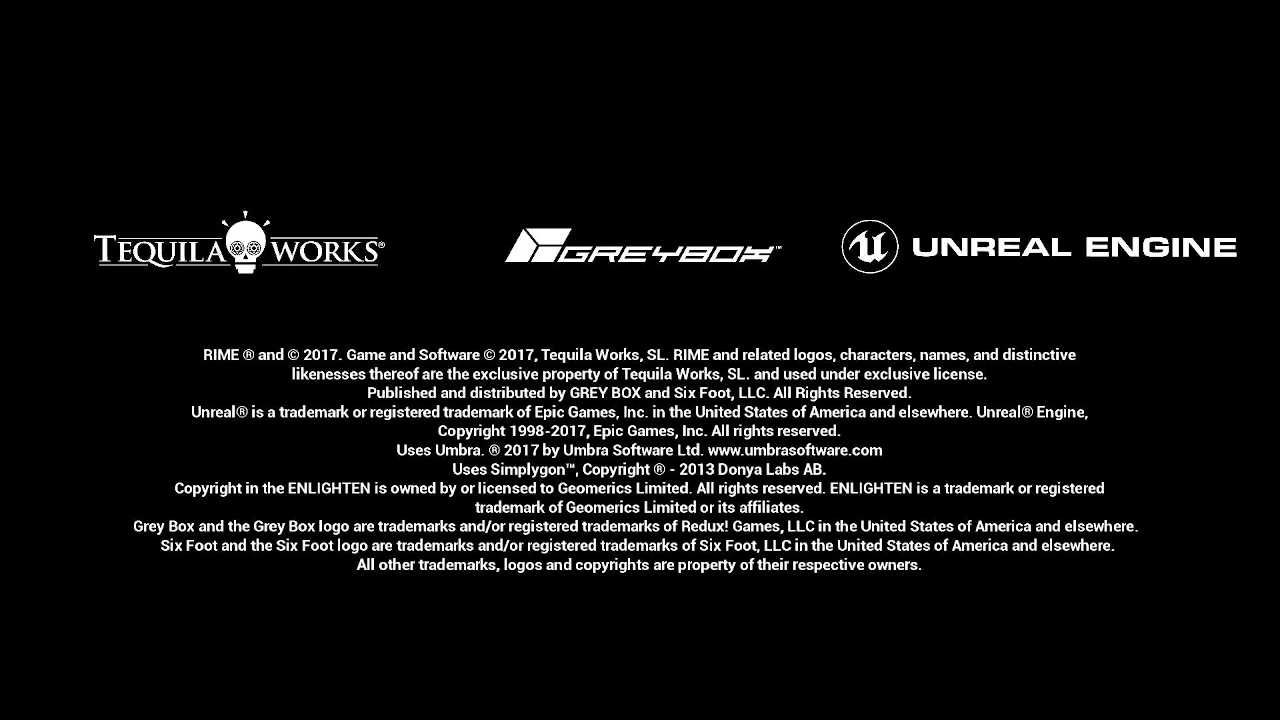 TEQUILA WORKS®
GREYBOX™
UNREAL ENGINE
RIME ® and © 2017. Game and Software © 2017, Tequila Works, SL. RIME and related logos, characters, names, and distinctive
likenesses thereof are the exclusive property of Tequila Works, SL. and used under exclusive license.
Published and distributed by GREY BOX and Six Foot, LLC. All Rights Reserved.
Unreal® is a trademark or registered trademark of Epic Games, Inc. in the United States of America and elsewhere. Unreal® Engine,
Copyright 1998-2017, Epic Games, Inc. All rights reserved.
Uses Umbra. ® 2017 by Umbra Software Ltd. www.umbrasoftware.com
Uses Simplygon™, Copyright ® - 2013 Donya Labs AB.
Copyright in the ENLIGHTEN is owned by or licensed to Geomerics Limited. All rights reserved. ENLIGHTEN is a trademark or registered
trademark of Geomerics Limited or its affiliates.
Grey Box and the Grey Box logo are trademarks and/or registered trademarks of Redux! Games, LLC in the United States of America and elsewhere.
Six Foot and the Six Foot logo are trademarks and/or registered trademarks of Six Foot, LLC in the United States of America and elsewhere.
All other trademarks, logos and copyrights are property of their respective owners.